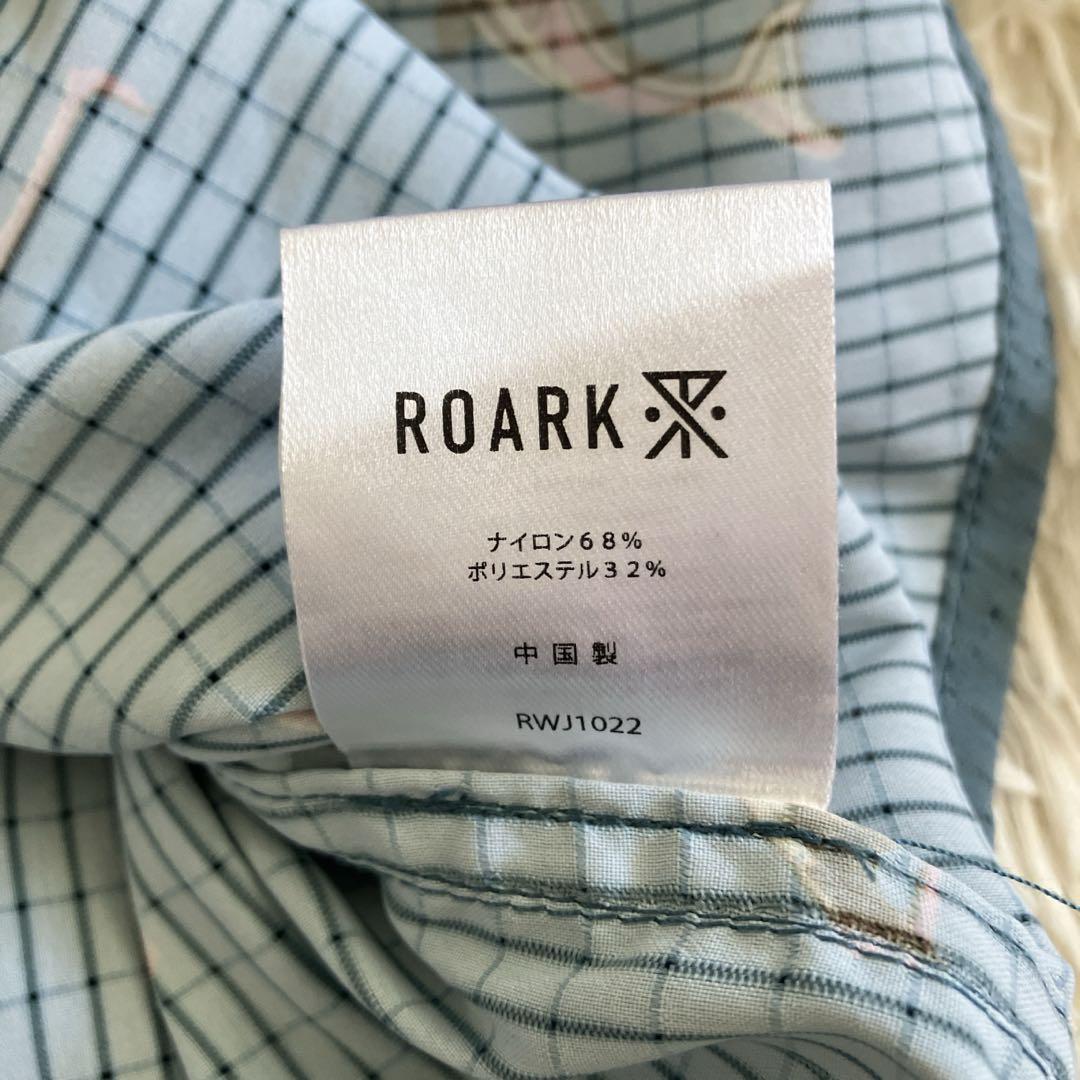 ROARK
ナイロン68%
ポリエステル32%
中国製
RWJ1022